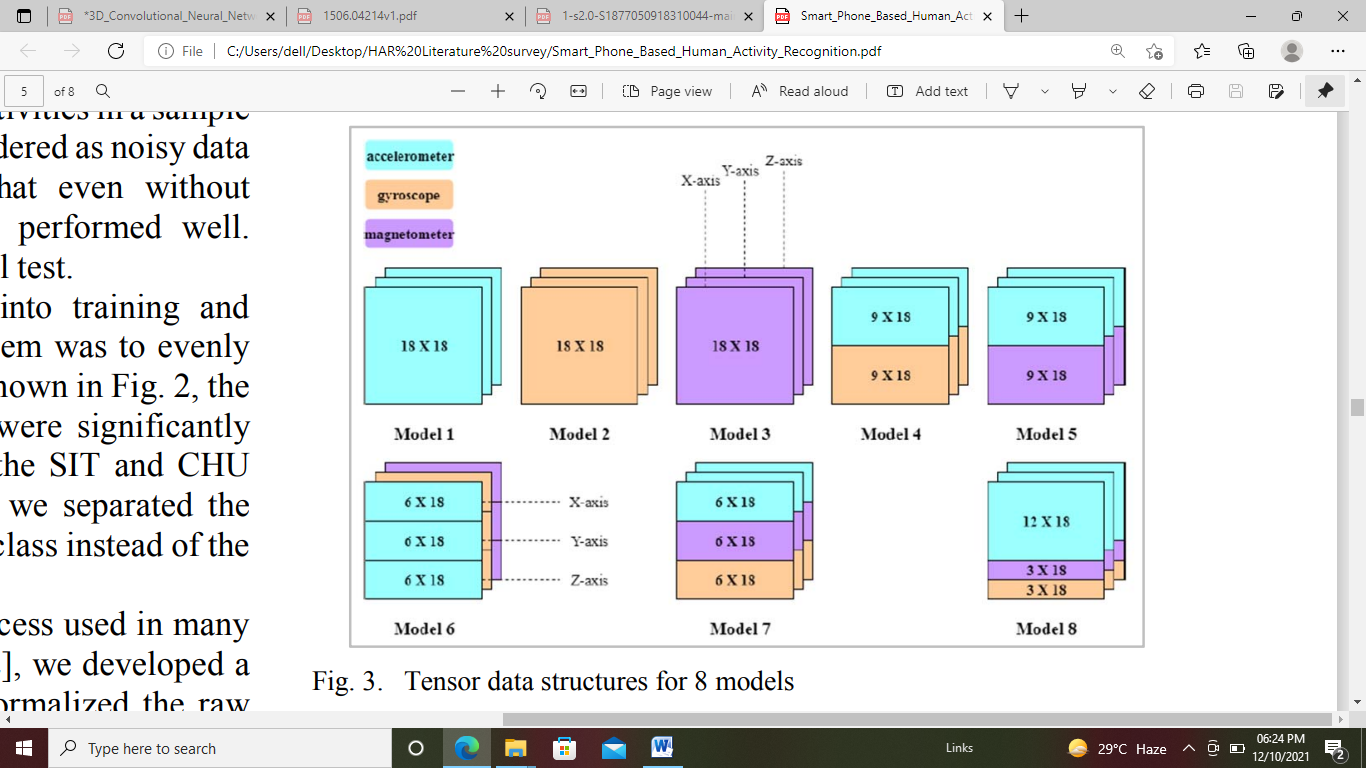 *3D_Convolutional_Neural_Netw
1506.04214v1.pdf
1-s2.0-S1877050918310044-mai
Smart_Phone_Based_Human_Act
File
C:/Users/dell/Desktop/HAR%20Literature%20survey/Smart_Phone_Based_Human_Activity_Recognition.pdf
5 of 8
Page view
Read aloud
Add text
tivities in a sample
dered as noisy data
hat even without
performed well.
l test.
into training and
em was to evenly
hown in Fig. 2, the
were significantly
the SIT and CHU
we separated the
class instead of the
cess used in many
], we developed a
ormalized the raw
accelerometer
gyroscope
magnetometer
X-axis Y-axis Z-axis
18 X 18 18 X 18 18 X 18 9 X 18 9 X 18
9 X 18 9 X 18
Model 1 Model 2 Model 3 Model 4 Model 5
6 X 18 X-axis 6 X 18 12 X 18
6 X 18 Y-axis 6 X 18 3 X 18
6 X 18 Z-axis 6 X 18 3 X 18
Model 6 Model 7 Model 8
Fig. 3. Tensor data structures for 8 models
Type here to search
Links
29°C Haze
06:24 PM
12/10/2021
2